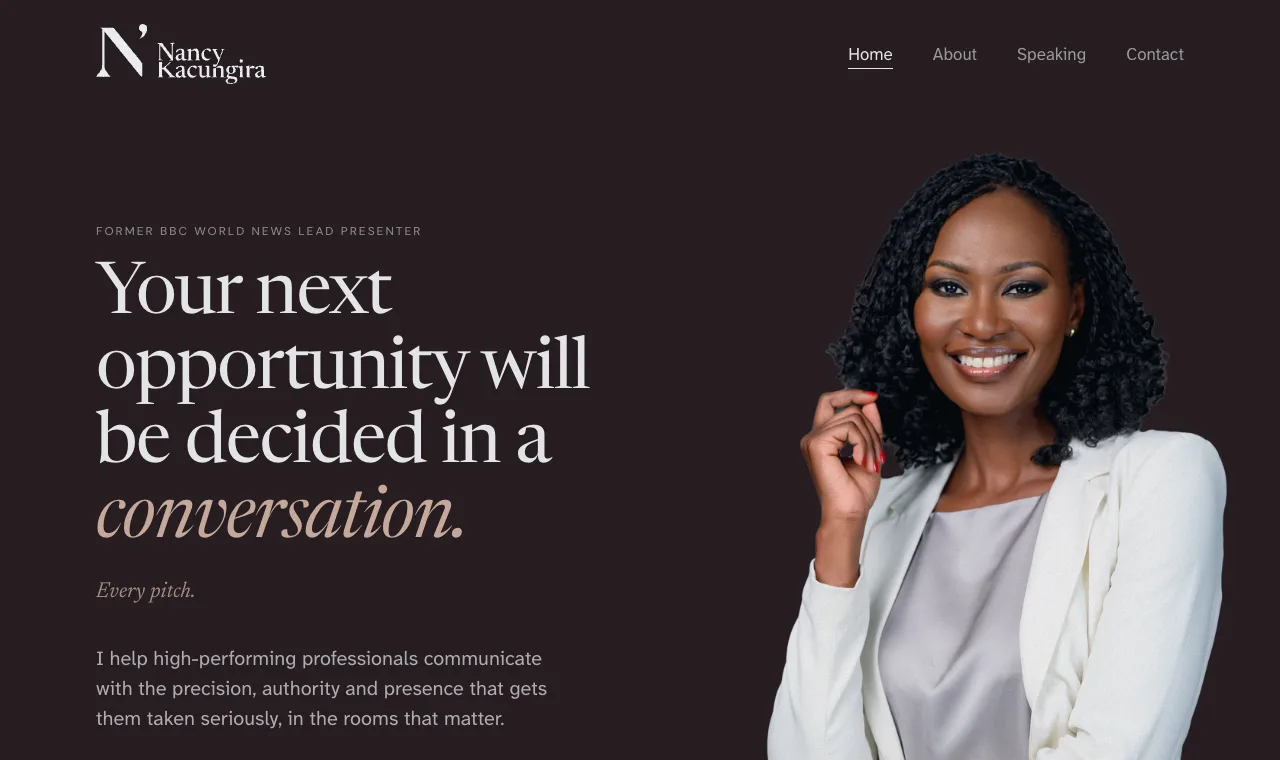 N'
Nancy
Kacungira
Home
About
Speaking
Contact
FORMER BBC WORLD NEWS LEAD PRESENTER
Your next
opportunity will
be decided in a
conversation.
Every pitch.
I help high-performing professionals communicate
with the precision, authority and presence that gets
them taken seriously, in the rooms that matter.